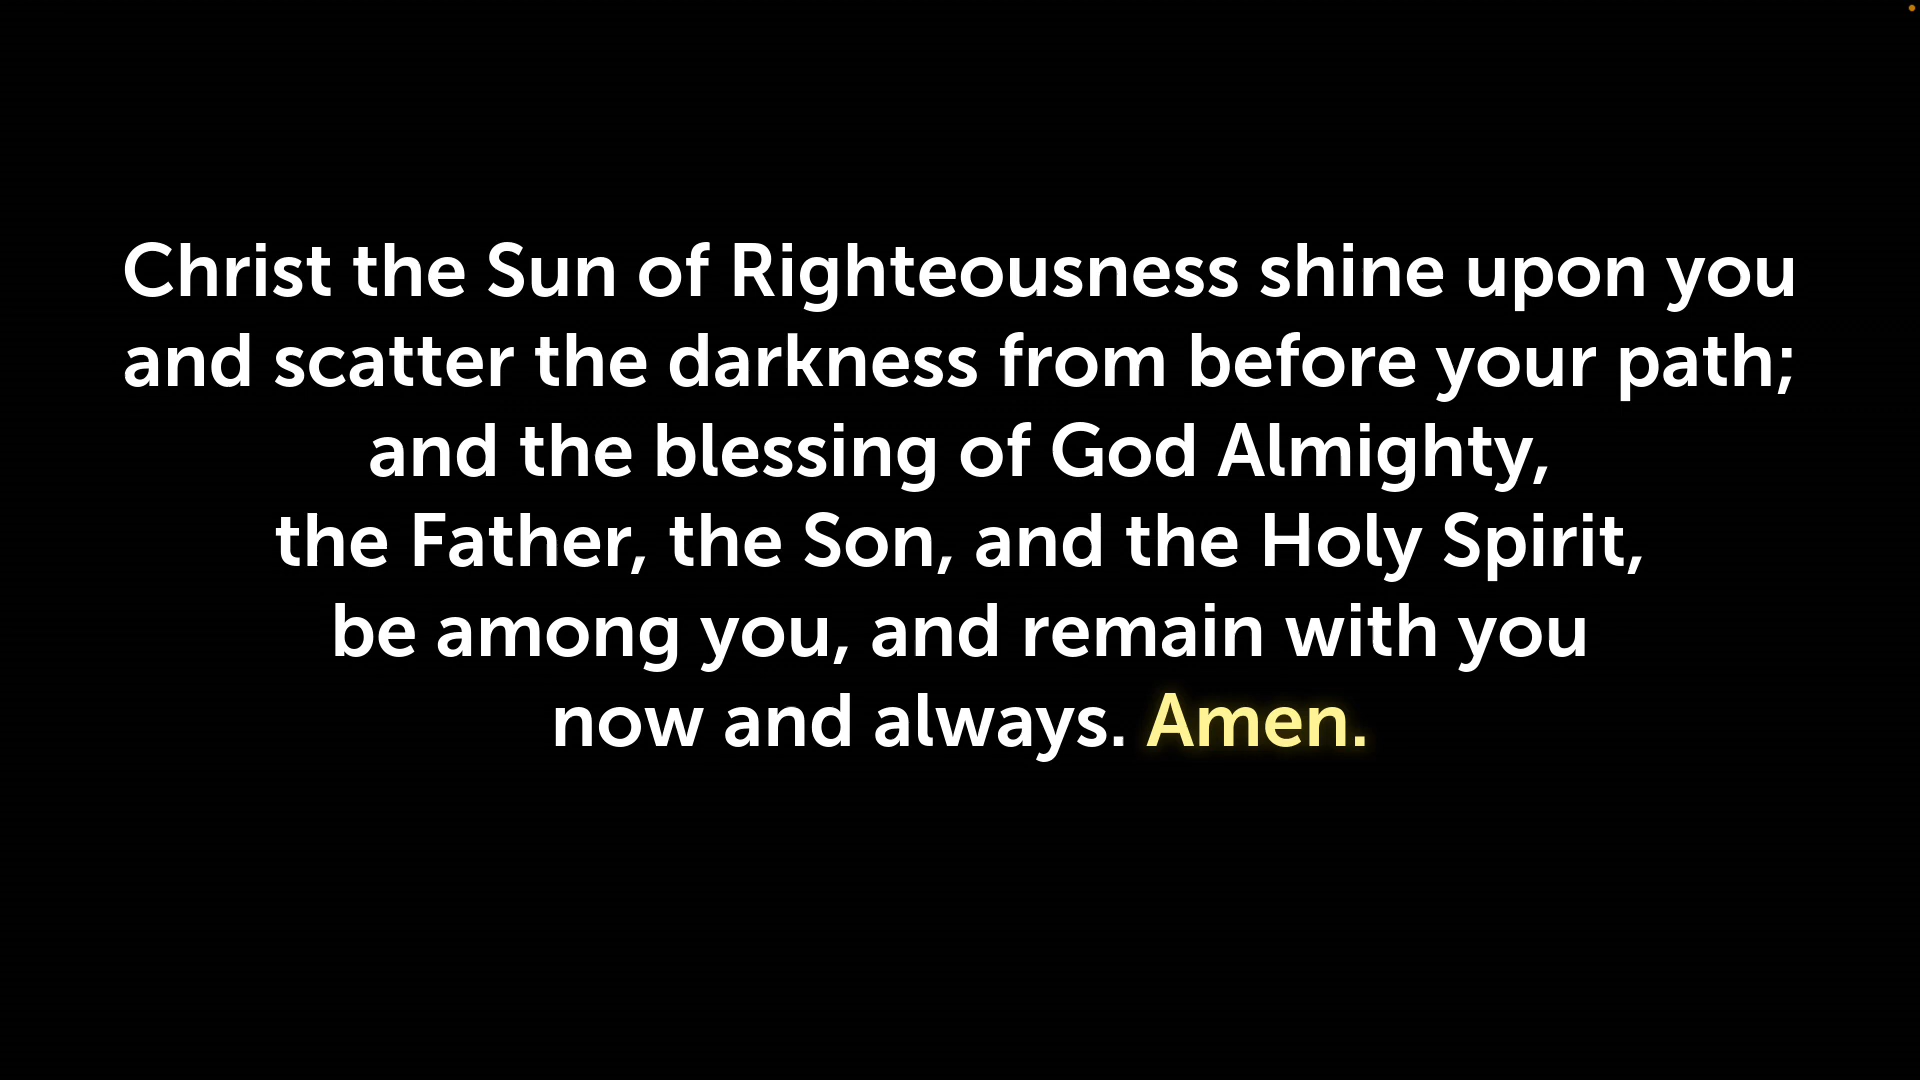 Christ the Sun of Righteousness shine upon you
and scatter the darkness from before your path;
and the blessing of God Almighty,
the Father, the Son, and the Holy Spirit,
be among you, and remain with you
now and always. Amen.